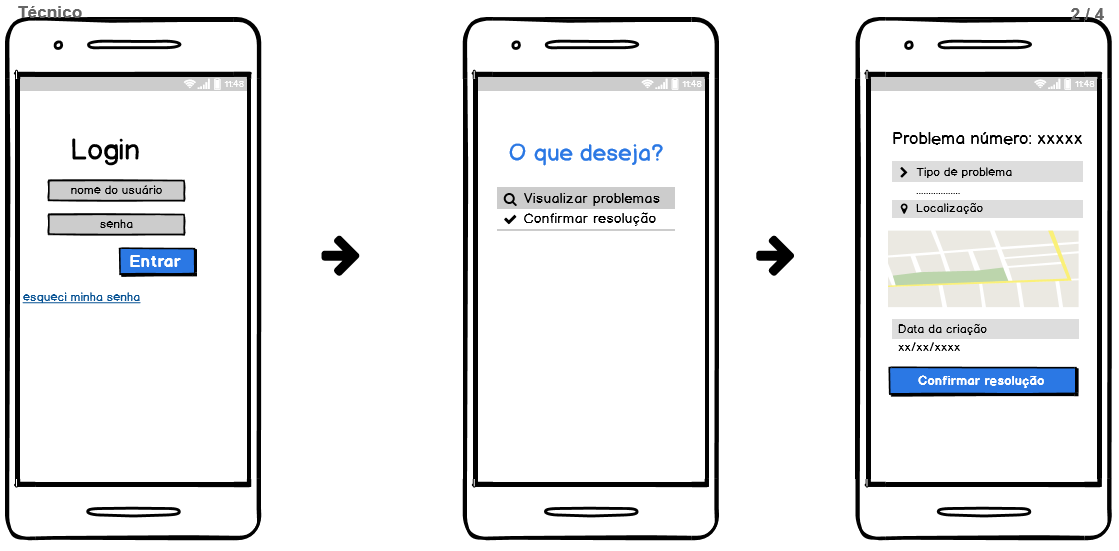 Técnico
2 / 4
11:48
Login
nome do usuário
senha
Entrar
esqueci minha senha
11:48
O que deseja?
Visualizar problemas
Confirmar resolução
11:48
Problema número: xxxxx
Tipo de problema
..................
Localização
Data da criação
xx/xx/xxxx
Confirmar resolução